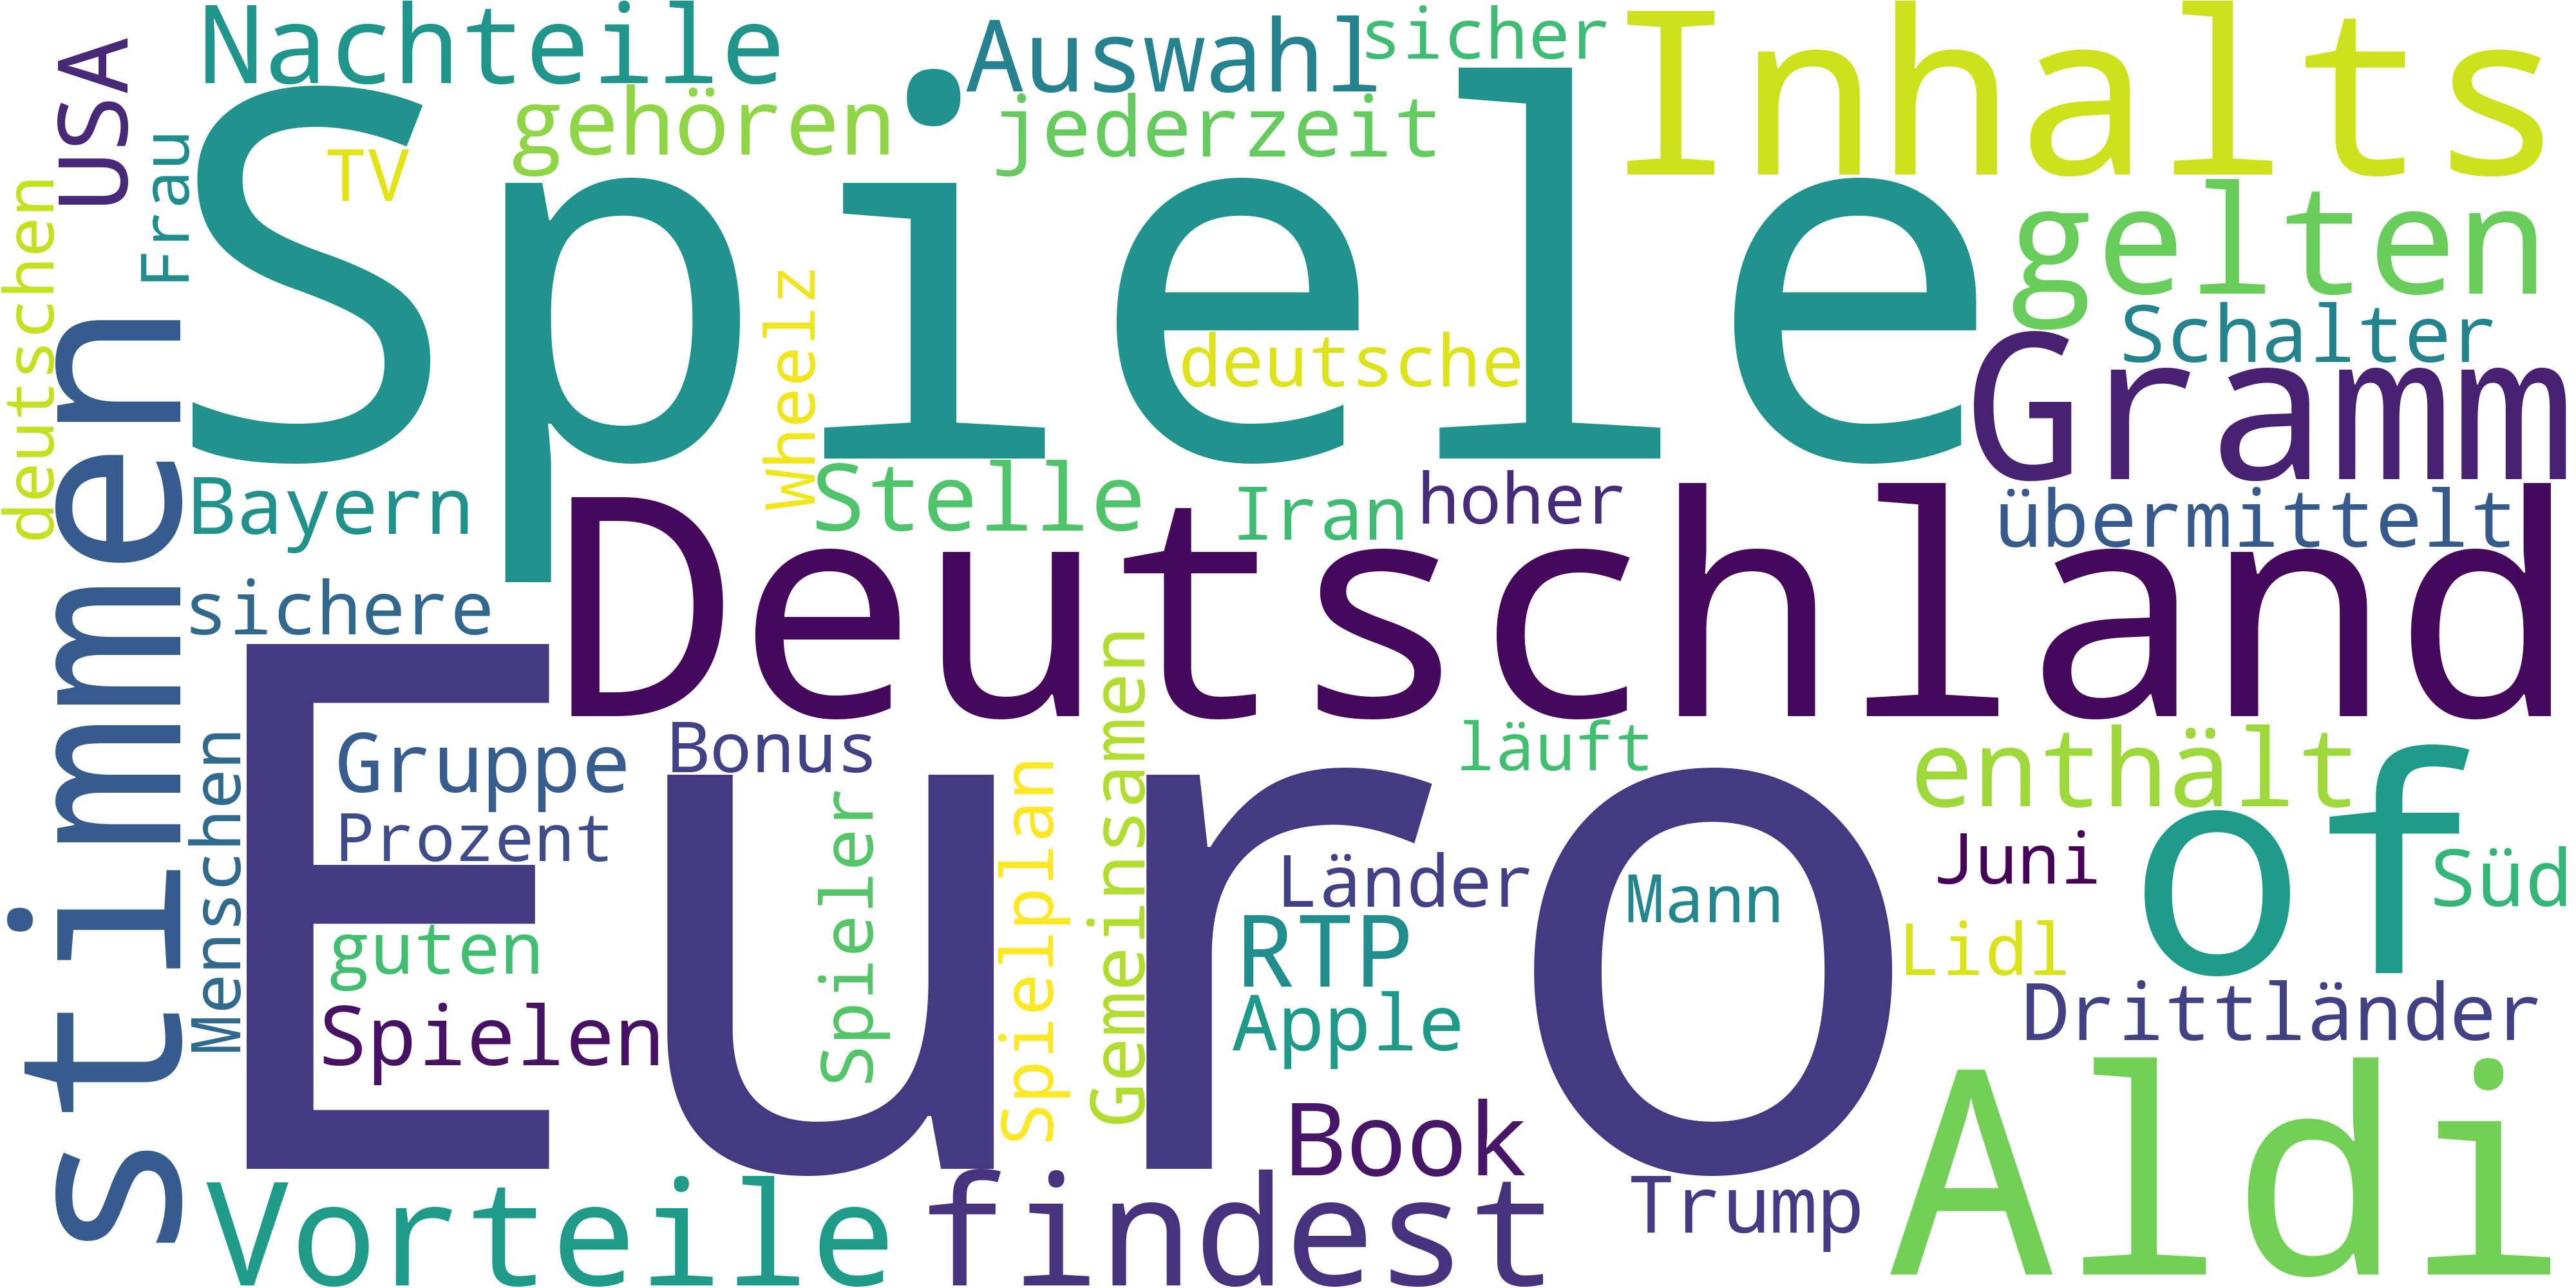 Nachteile
Auswahl
sicher
Inhalts
USA
Spiele
gehören
jederzeit
TV
Frau
deutschen
gelten
Wheelz
deutsche
Schalter
Gramm
stimmen
Bayern
Stelle
Iran
hoher
übermittelt
Deutschland
sichere
Euro
Gruppe
Bonus
läuft
enthält
of
Menschen
Prozent
Spieler
Spielplan
Gemeinsamen
Länder
Mann
Juni
Süd
guten
RTP
Lidl
Spielen
Apple
Drittländer
Aldi
Book
Trump
Vorteile
findest